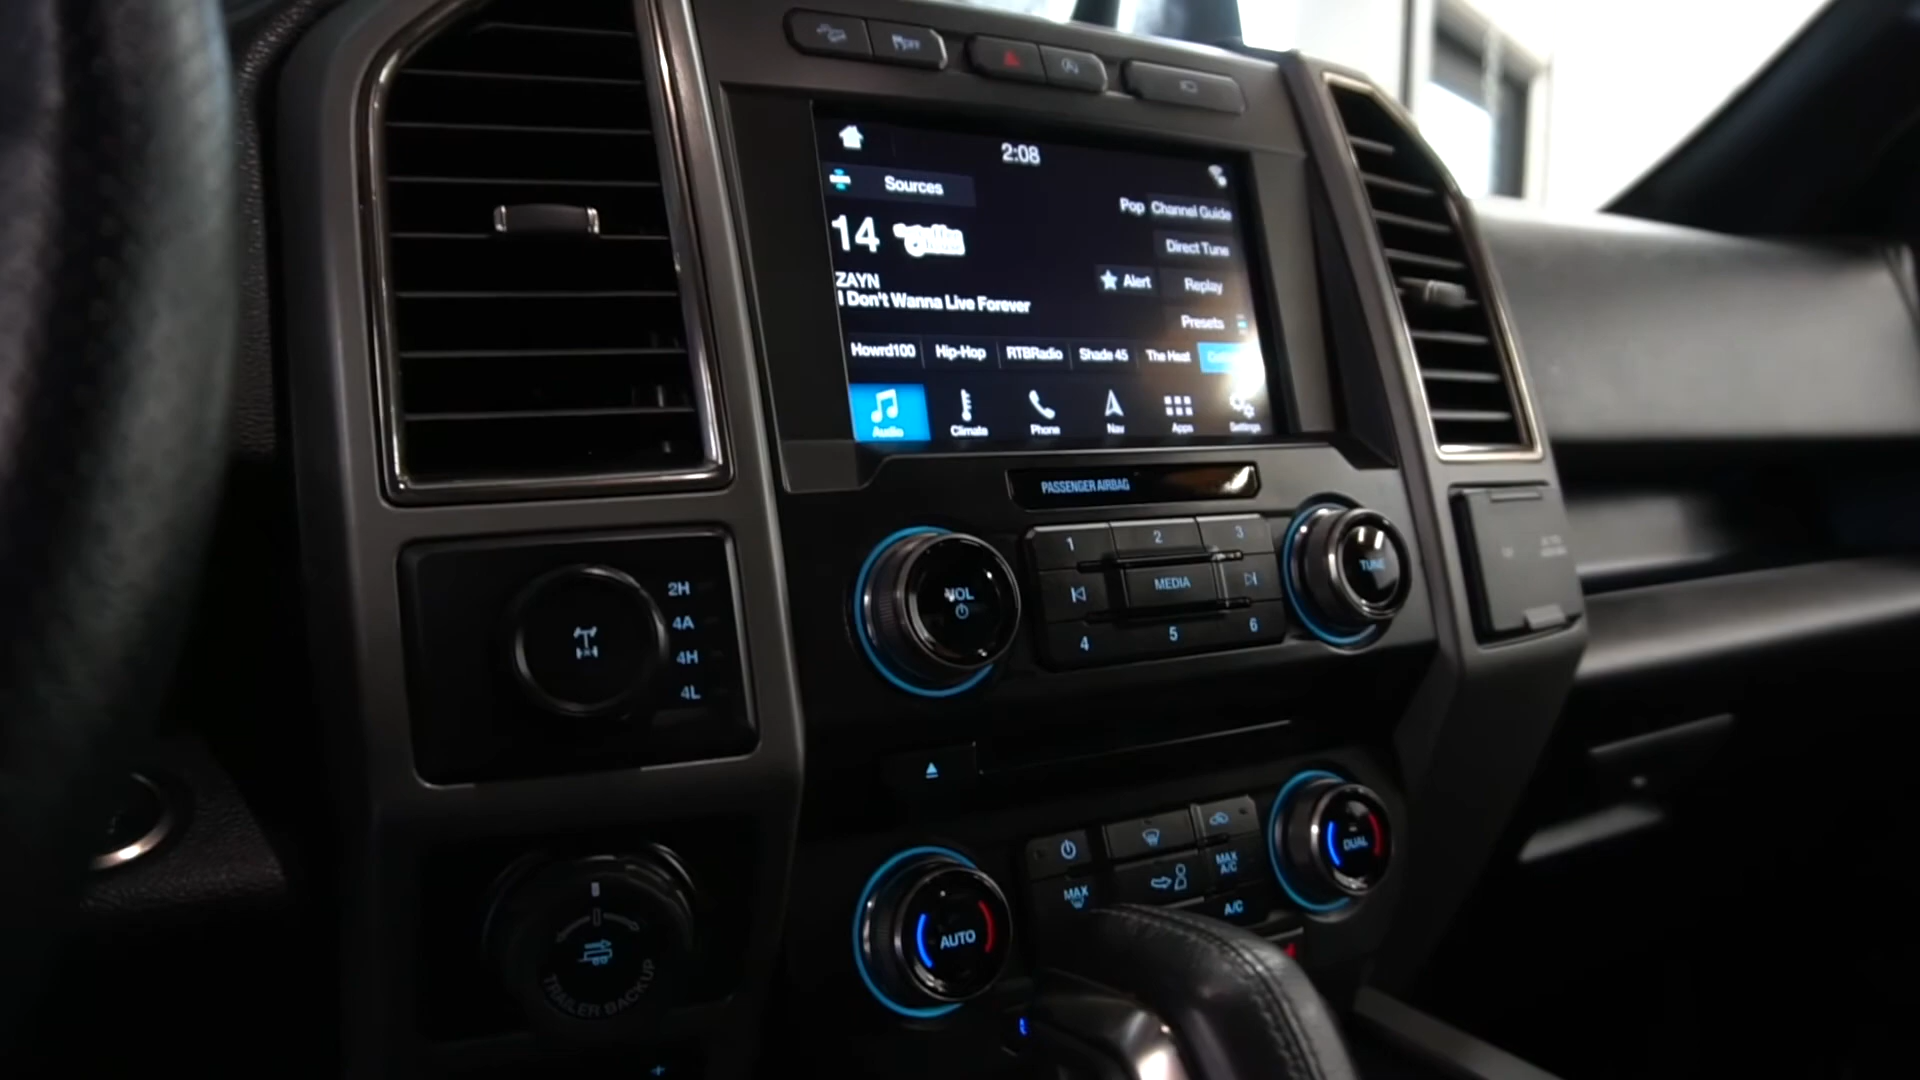 OFF
2:08
Sources
Pop Channel Guide
14
Direct Tune
ZAYN
Alert
Replay
I Don't Wanna Live Forever
Presets
Howrd100 Hip-Hop RTBRadio Shade 45 The Heat
Audio Climate Phone Nav Apps Settings
PASSENGER AIRBAG
1 2 3
VOL
MEDIA
TUNE
4 5 6
2H
4A
4H
4L
DUAL
MAX
A/C
MAX
A/C
AUTO
TRAILER BACKUP